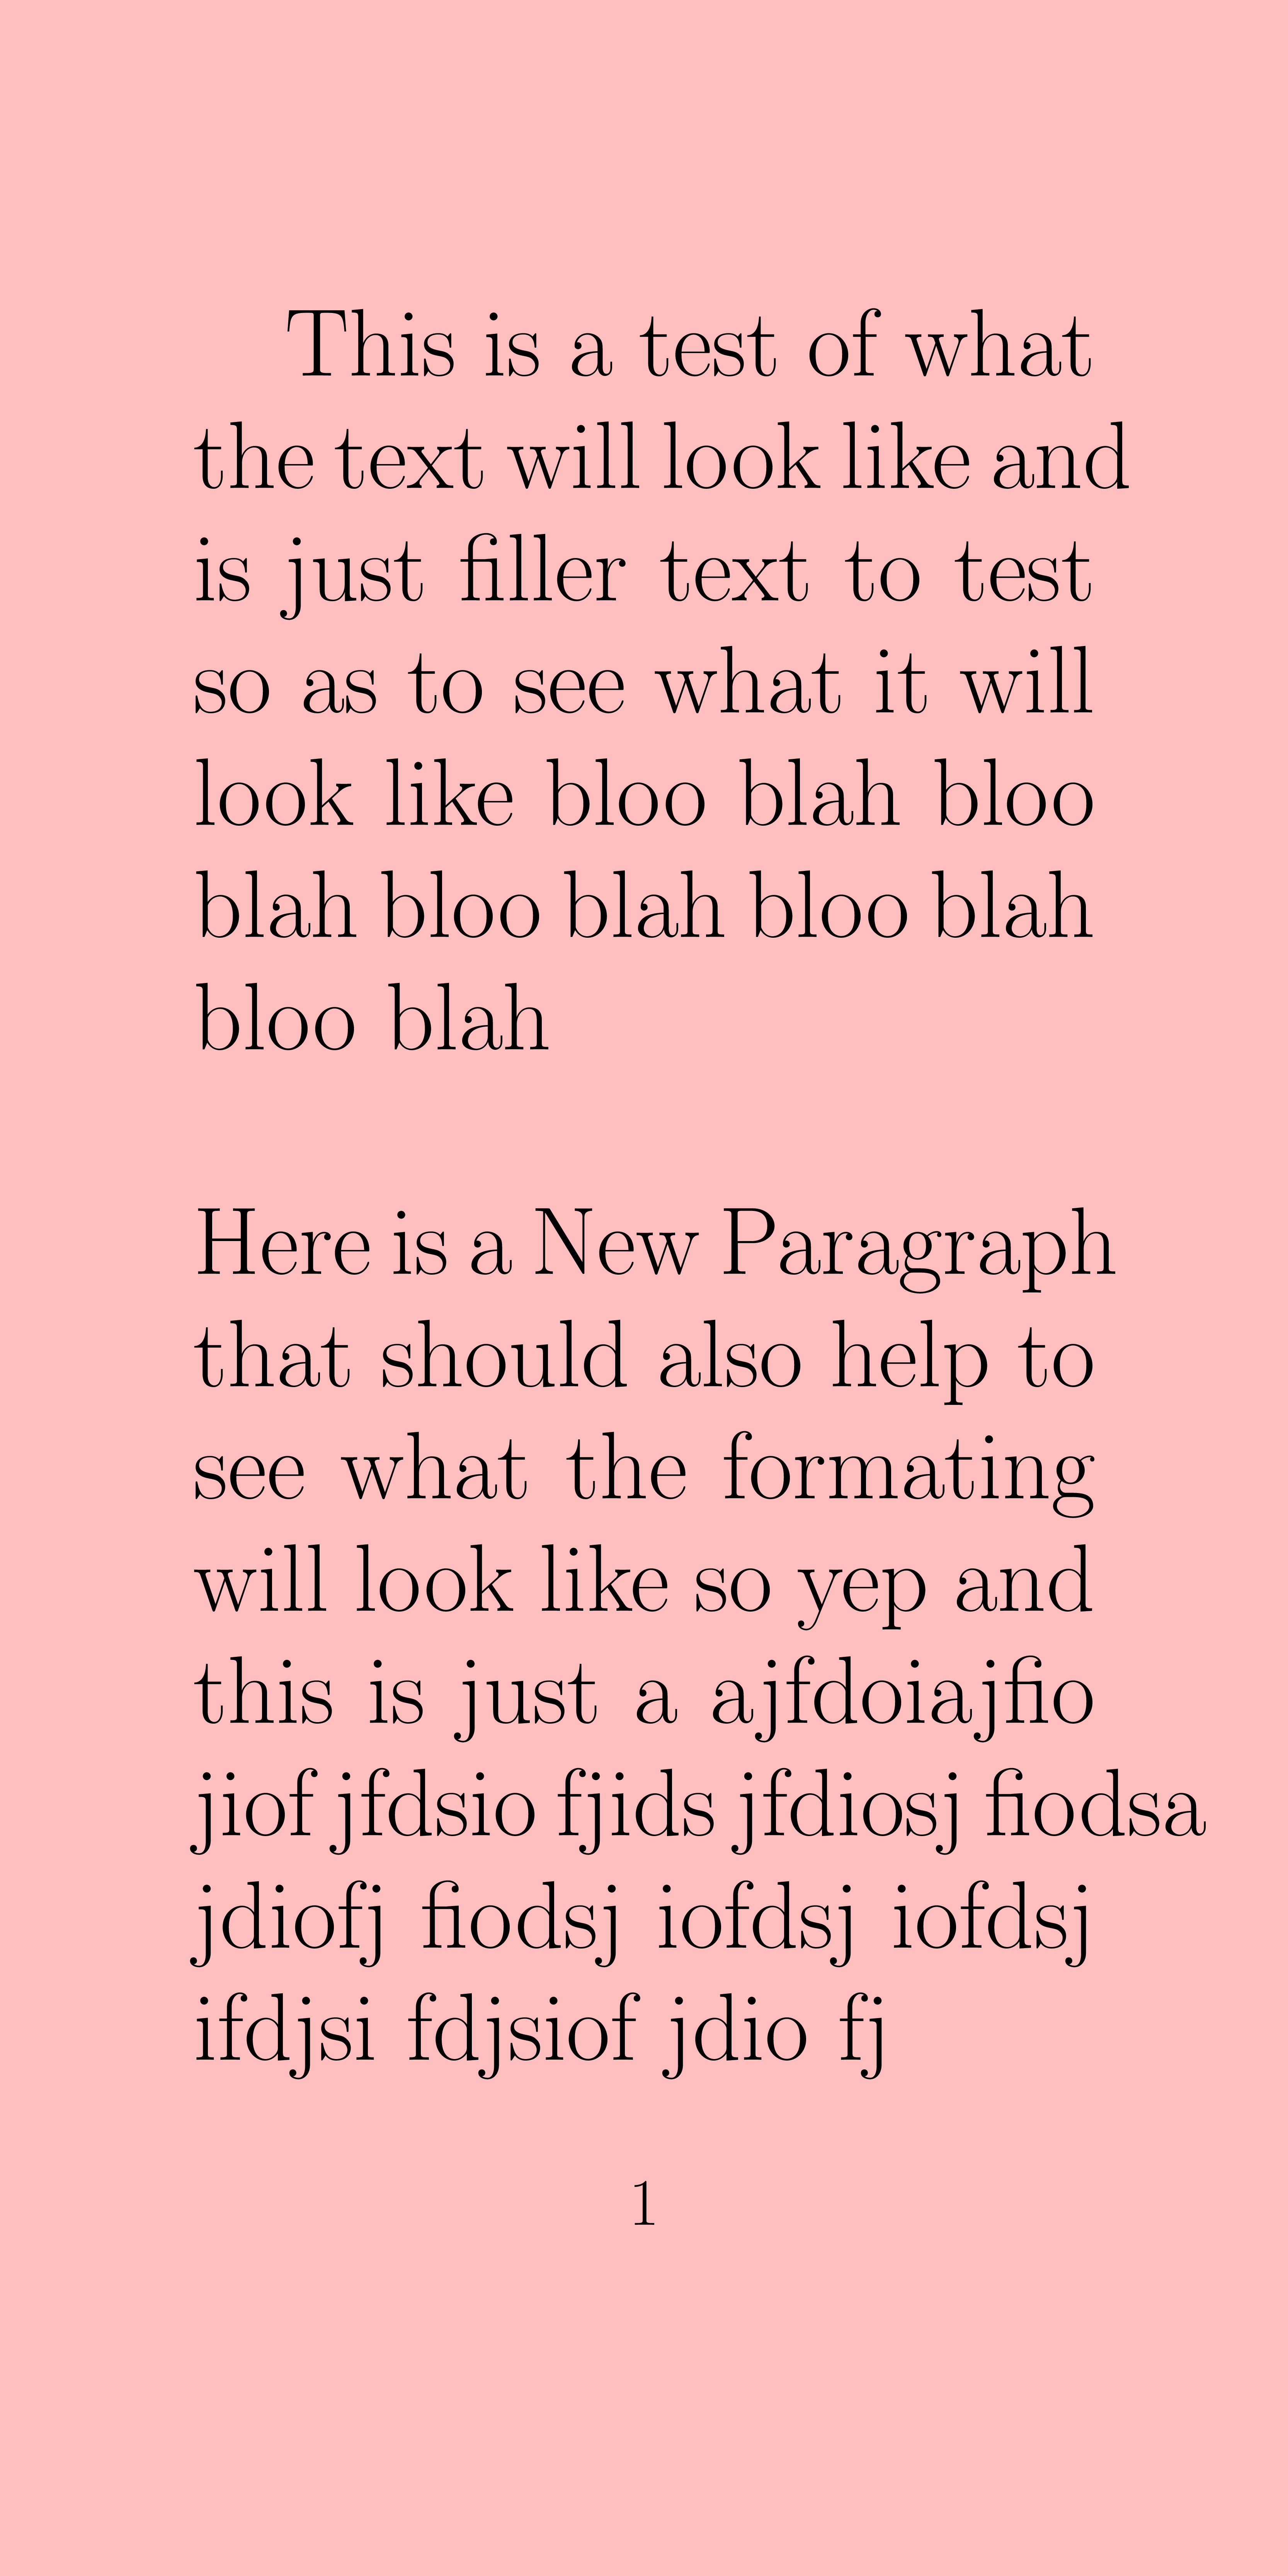 This is a test of what
the text will look like and
is just filler text to test
so as to see what it will
look like bloo blah bloo
blah bloo blah bloo blah
bloo blah
Here is a New Paragraph
that should also help to
see what the formating
will look like so yep and
this is just a ajfdoiajfio
jiof jfdsio fjids jfdiosj fiodsa
jdiofj fiodsj iofdsj iofdsj
ifdjsi fdjsiof jdio fj
1